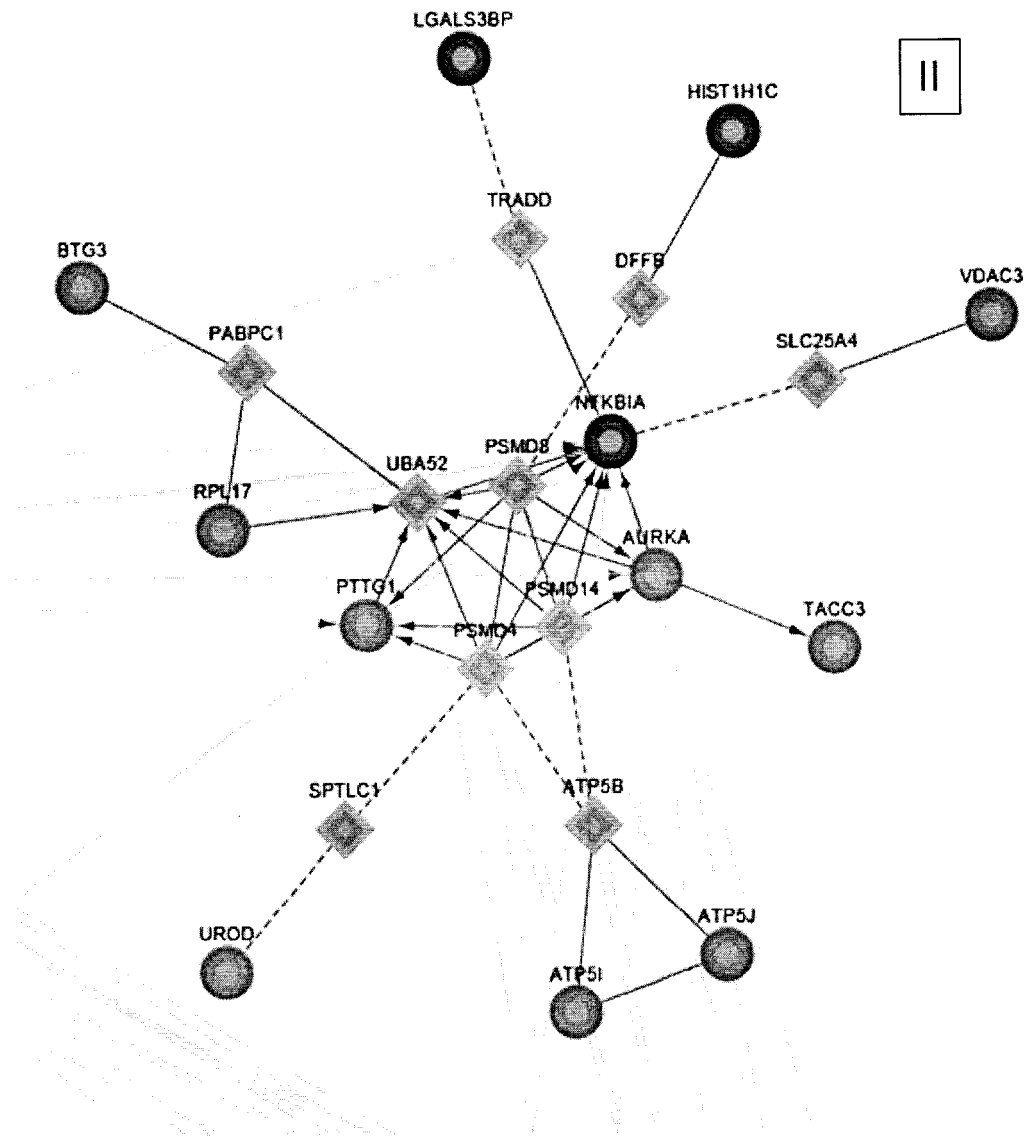 LGALS3BP
II
HIST1H1C
TRADD
BTG3
DFFB
VDAC3
PABPC1
SLC25A4
NFKBIA
PSMD8
UBA52
RPL17
AURKA
PTTG1
PSMD14
TACC3
PSMD4
SPTLC1
ATP5B
ATP5J
UROD
ATP5I